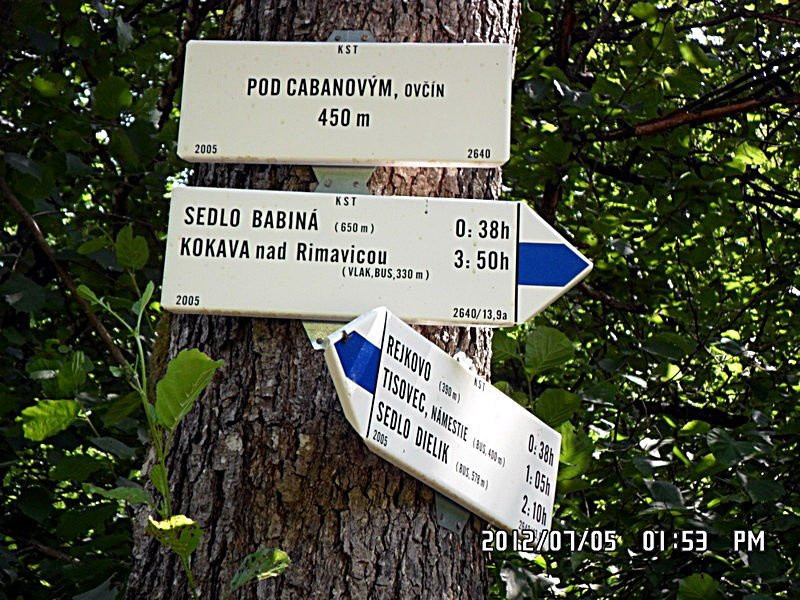 KST
POD CABANOVÝM, OVČÍN
450 m
2005 2640
KST
SEDLO BABINÁ (650 m) 0:38h
KOKAVA nad Rimavicou 3:50h
(VLAK,BUS,330 m)
2005 2640/13,9a
KST
REJKOVO (390m) 0:38h
TISOVEC, NÁMESTIE (BUS,400 m) 1:05h
SEDLO DIELIK (BUS,578 m) 2:10h
2005
2012/07/05 01:53 PM